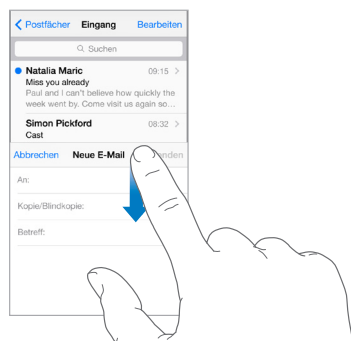 Postfächer Eingang Bearbeiten
Suchen
Natalia Maric 09:15
Miss you already
Paul and I can't believe how quickly the
week went by. Come visit us again so...
Simon Pickford 08:32
Cast
Abbrechen Neue E-Mail
An:
Kopie/Blindkopie:
Betreff: